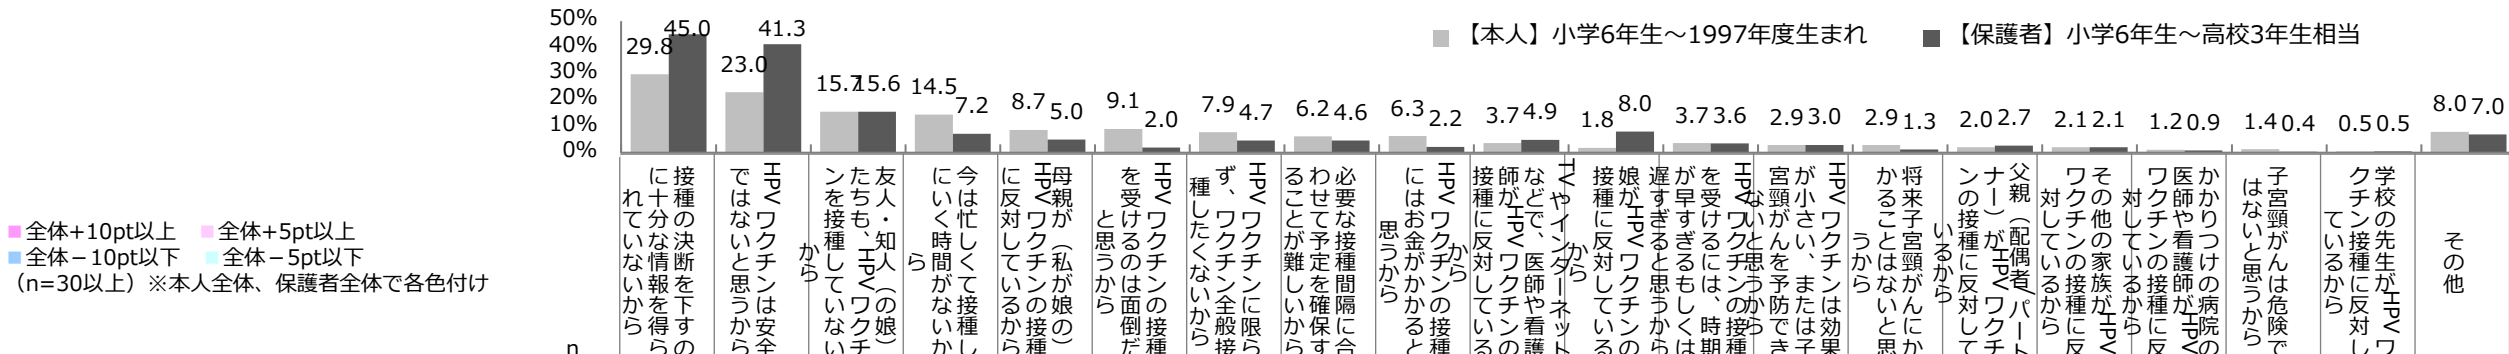 50%
40%
30%
20%
10%
0%
【本人】小学6年生～1997年度生まれ
【保護者】小学6年生～高校3年生相当
29.8
45.0
23.0
41.3
15.7
15.6
14.5
7.2
8.7
5.0
9.1
2.0
7.9
4.7
6.2
4.6
6.3
2.2
3.7
4.9
1.8
8.0
3.7
3.6
2.9
3.0
2.9
1.3
2.0
2.7
2.1
2.1
1.2
0.9
1.4
0.4
0.5
0.5
8.0
7.0
全体+10pt以上
全体+5pt以上
全体－10pt以下
全体－5pt以下
（n=30以上）※本人全体、保護者全体で各色付け
n
接種の決断を下すの
に十分な情報を得ら
れていないから
HPVワクチンは安全
ではないと思うから
友人・知人（の娘）
たちも、HPVワクチ
ンを接種していない
から
今は忙しくて接種し
にいく時間がないか
ら
母親が（私が娘の）
HPVワクチンの接種
に反対しているから
HPVワクチンの接種
を受けるのは面倒だ
と思うから
HPVワクチンに限ら
ず、ワクチン全般接
種したくないから
必要な接種間隔に合
わせて予定を確保す
ることが難しいから
HPVワクチンの接種
にはお金がかかると
思うから
TVやインターネット
などで、医師や看護
師がHPVワクチンの
接種に反対している
から
娘がHPVワクチンの
接種に反対している
から
HPVワクチンの接種
を受けるには、時期
が早すぎるもしくは
遅すぎると思うから
HPVワクチンは効果
が小さい、または子
宮頸がんを予防でき
ないと思うから
将来子宮頸がんにか
かることはないと思
うから
父親（配偶者/パート
ナー）がHPVワクチ
ンの接種に反対して
いるから
その他の家族がHPV
ワクチンの接種に反
対しているから
かかりつけの病院の
医師や看護師がHPV
ワクチンの接種に反
対しているから
子宮頸がんは危険で
はないと思うから
学校の先生がHPVワ
クチン接種に反対し
ているから
その他